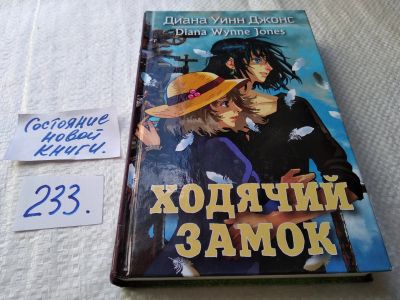 Диана Уинн Джонс
Diana Wynne Jones
ХОДЯЧИЙ
ЗАМОК
Состояние
новой
книги.
233.